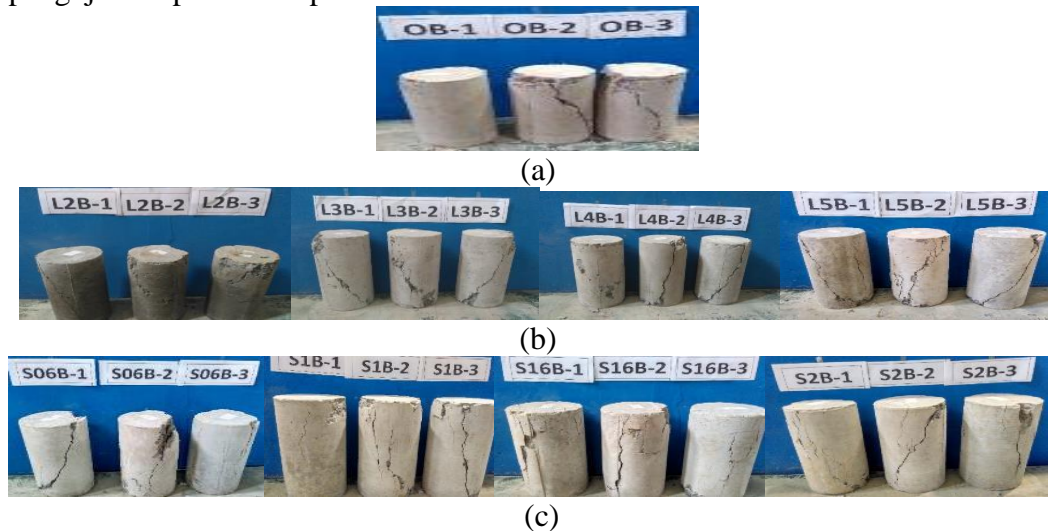 OB-1 OB-2 OB-3
(a)
L2B-1 L2B-2 L2B-3 L3B-1 L3B-2 L3B-3 L4B-1 L4B-2 L4B-3 L5B-1 L5B-2 L5B-3
(b)
S06B-1 S06B-2 S06B-3 S1B-1 S1B-2 S1B-3 S16B-1 S16B-2 S16B-3 S2B-1 S2B-2 S2B-3
(c)